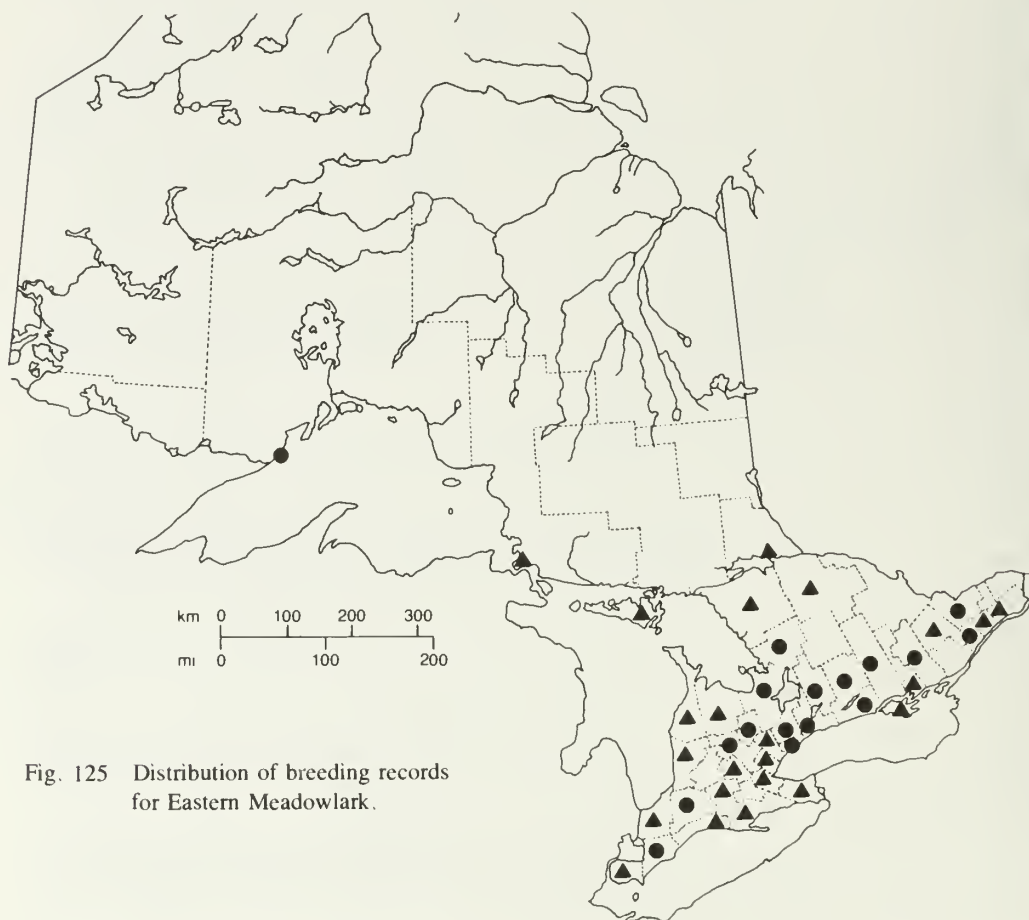 km 0 100 200 300
mi 0 100 200
Fig. 125 Distribution of breeding records
for Eastern Meadowlark.